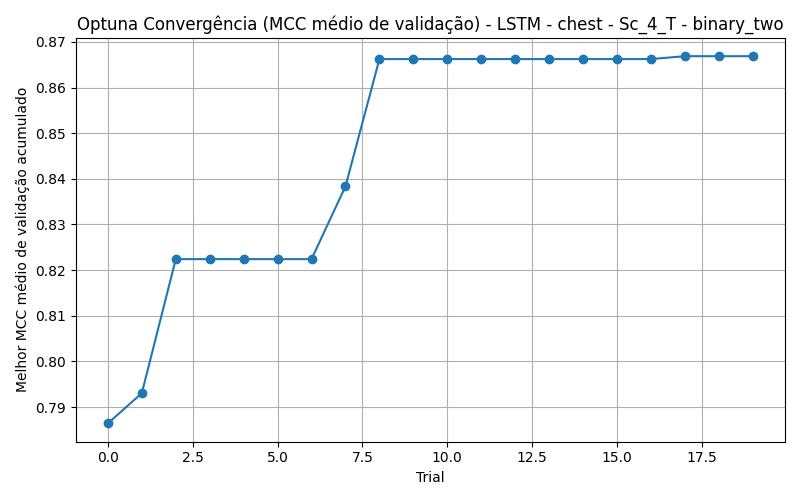 Optuna Convergência (MCC médio de validação) - LSTM - chest - Sc_4_T - binary_two
Melhor MCC médio de validação acumulado
0.87
0.86
0.85
0.84
0.83
0.82
0.81
0.80
0.79
0.0 2.5 5.0 7.5 10.0 12.5 15.0 17.5
Trial